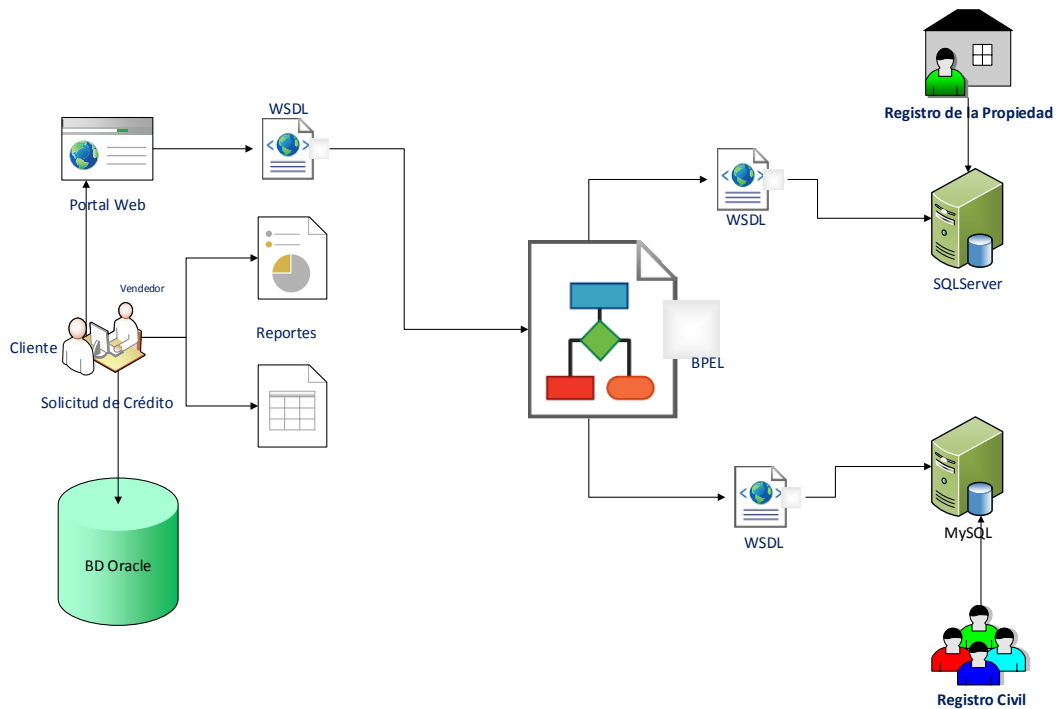 Registro de la Propiedad
WSDL
Portal Web
WSDL
SQLServer
Vendedor
Cliente
Reportes
BPEL
Solicitud de Crédito
WSDL
MySQL
BD Oracle
Registro Civil